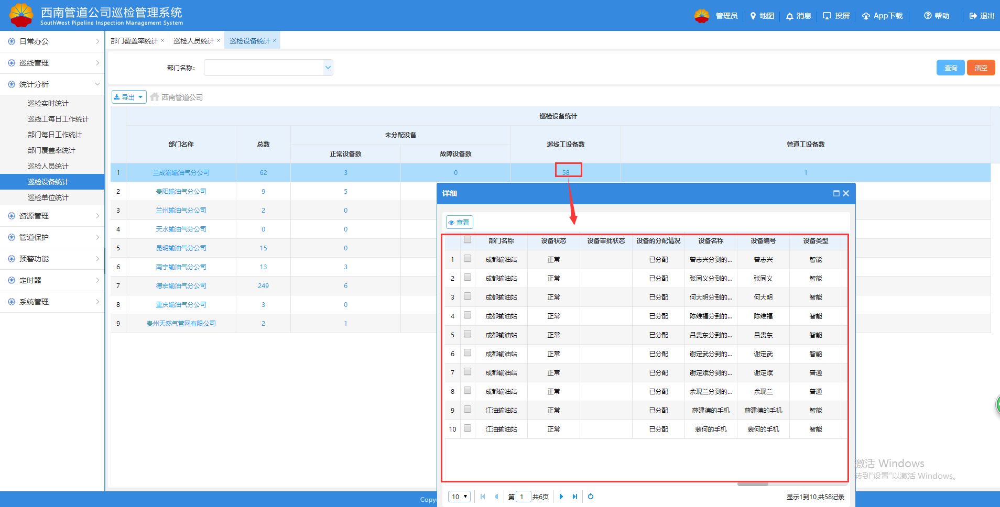 西南管道公司巡检管理系统
SouthWest Pipeline Inspection Management System
管理员 地图 消息 投屏 App下载 帮助 退出
日常办公
巡线管理
统计分析
巡检实时统计
巡线工每日工作统计
部门每日工作统计
部门覆盖率统计
巡检人员统计
巡检设备统计
巡检单位统计
资源管理
管道保护
预警功能
定时器
系统管理
部门覆盖率统计 × 巡检人员统计 × 巡检设备统计 ×
部门名称：
查询 清空
导出 西南管道公司
巡检设备统计
部门名称 总数 未分配设备 巡线工设备数 管道工设备数
正常设备数 故障设备数
1 兰成渝输油气分公司 62 3 0 58 1
2 贵阳输油气分公司 9 5
3 兰州输油气分公司 2 0
4 天水输油气分公司 0 0
5 昆明输油气分公司 15 0
6 南宁输油气分公司 13 3
7 德宏输油气分公司 249 6
8 重庆输油气分公司 3 0
9 贵州天然气管网有限公司 2 1
详细
查看
部门名称 设备状态 设备审批状态 设备的分配情况 设备名称 设备编号 设备类型
1 成都输油站 正常 已分配 曾志兴分到的... 曾志兴 智能
2 成都输油站 正常 已分配 张同义分到的... 张同义 智能
3 成都输油站 正常 已分配 何大明分到的... 何大明 智能
4 成都输油站 正常 已分配 陈维福分到的... 陈维福 智能
5 成都输油站 正常 已分配 吕贵东分到的... 吕贵东 智能
6 成都输油站 正常 已分配 谢定武分到的... 谢定武 智能
7 成都输油站 正常 已分配 谢定斌分到的... 谢定斌 普通
8 成都输油站 正常 已分配 余现兰分到的... 余现兰 普通
9 江油输油站 正常 已分配 薛建德的手机 薛建德的手机 智能
10 江油输油站 正常 已分配 裴何的手机 裴何的手机 智能
10 第 1 共6页 显示1到10,共58记录
激活 Windows
转到"设置"以激活 Windows。